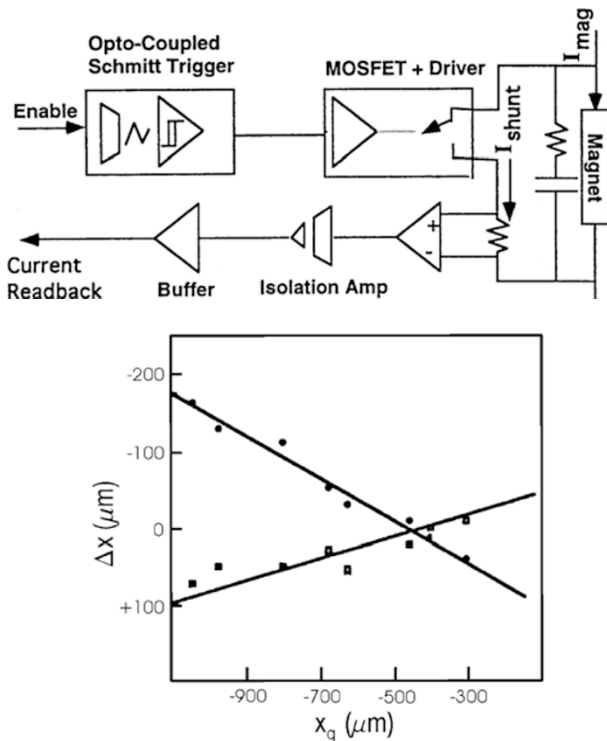 Opto-Coupled
Schmitt Trigger
MOSFET + Driver
I mag
Enable
I shunt
Magnet
+
-
Current
Readback
Buffer
Isolation Amp
-200
-100
0
+100
Δx (μm)
-900
-700
-500
-300
xq (μm)